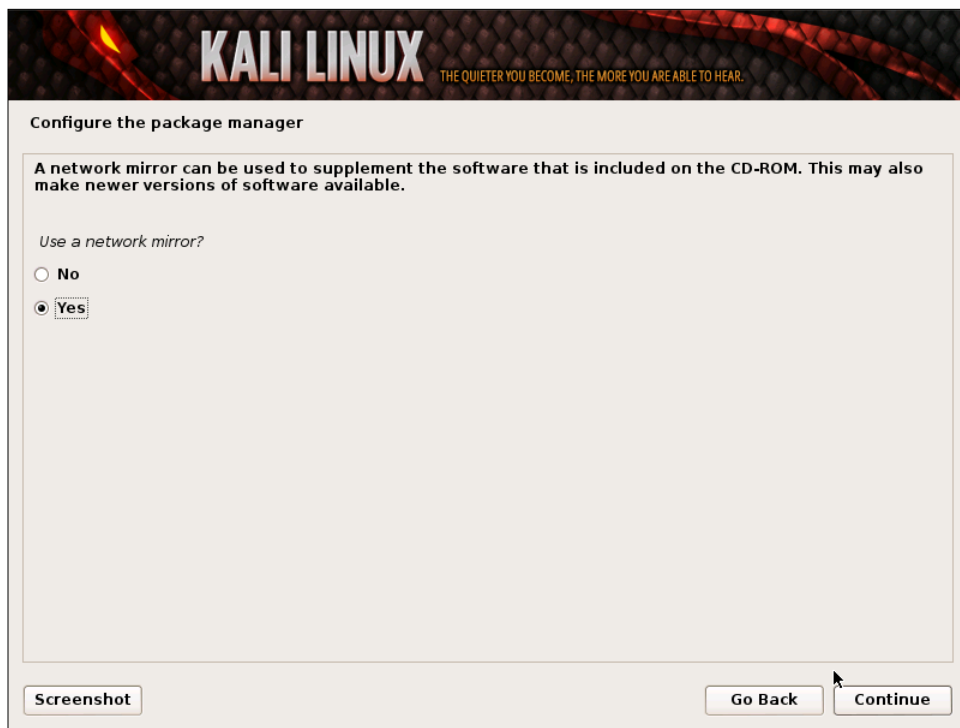 KALI LINUX THE QUIETER YOU BECOME, THE MORE YOU ARE ABLE TO HEAR.
Configure the package manager
A network mirror can be used to supplement the software that is included on the CD-ROM. This may also
make newer versions of software available.
Use a network mirror?
No
Yes
Screenshot Go Back Continue